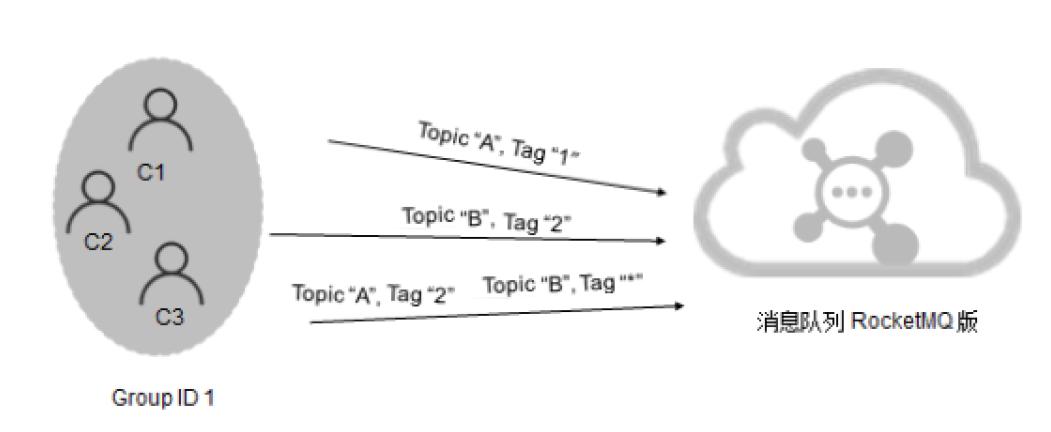 C1
C2
C3
Group ID 1
Topic “A”, Tag “1”
Topic “B”, Tag “2”
Topic “A”, Tag “2” Topic “B”, Tag “*”
消息队列 RocketMQ 版